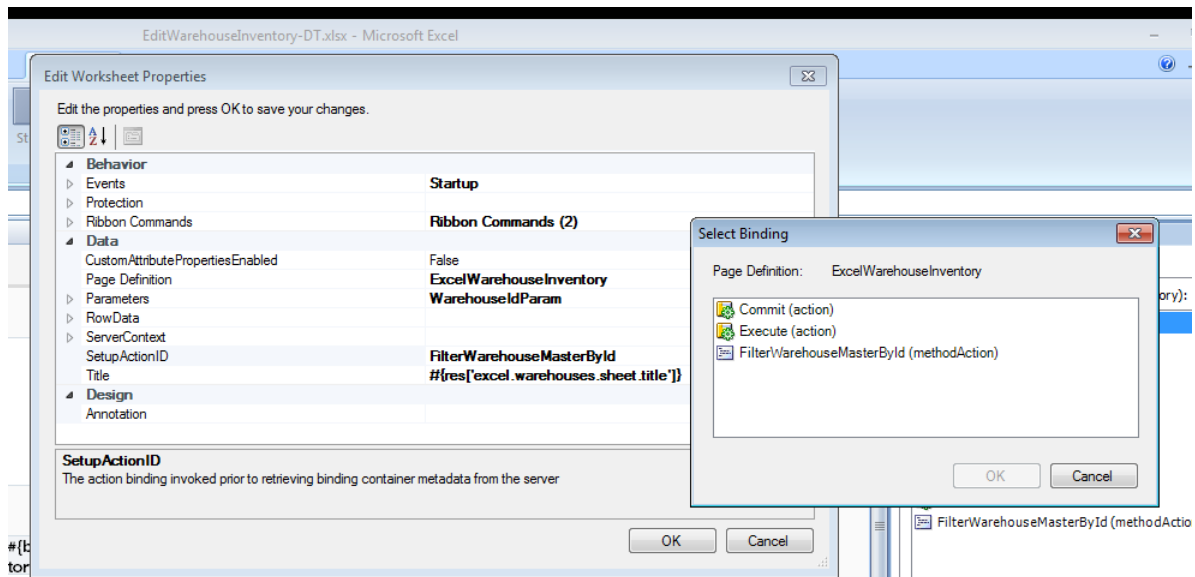 EditWarehouseInventory-DT.xlsx - Microsoft Excel
Edit Worksheet Properties
Edit the properties and press OK to save your changes.
St
Behavior
Events Startup
Protection
Ribbon Commands Ribbon Commands (2)
Data
CustomAttributePropertiesEnabled False
Page Definition ExcelWarehouseInventory
Parameters WarehouseIdParam
RowData
ServerContext
SetupActionID FilterWarehouseMasterById
Title #{res['excel.warehouses.sheet.title']}
Design
Annotation
SetupActionID
The action binding invoked prior to retrieving binding container metadata from the server
OK Cancel
Select Binding
Page Definition: ExcelWarehouseInventory
ory):
Commit (action)
Execute (action)
FilterWarehouseMasterById (methodAction)
OK Cancel
FilterWarehouseMasterById (methodActio
#{b
tor